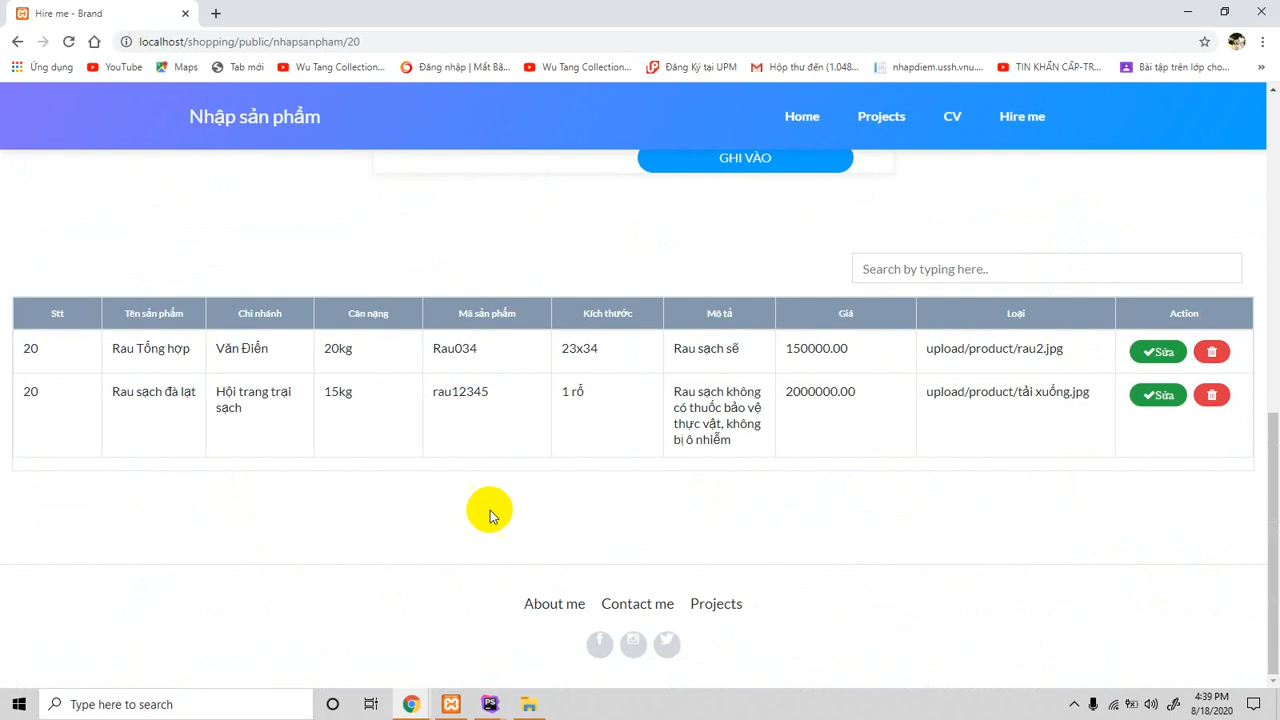 Hire me - Brand
localhost/shopping/public/nhapsanpham/20
Ứng dụng YouTube Maps Tab mới Wu Tang Collection... Đăng nhập | Mắt Bã... Wu Tang Collection... Đăng Ký tại UPM Hộp thư đến (1.048... nhapdiem.ussh.vnu.... TIN KHẨN CẤP-TR... Bài tập trên lớp cho...
Nhập sản phẩm Home Projects CV Hire me
GHI VÀO
Search by typing here..
Stt Tên sản phẩm Chi nhánh Cân nạng Mã sản phẩm Kích thước Mô tả Giá Loại Action
20 Rau Tổng hợp Văn Điển 20kg Rau034 23x34 Rau sạch sẽ 150000.00 upload/product/rau2.jpg Sửa
20 Rau sạch đà lạt Hội trang trại 15kg rau12345 1 rổ Rau sạch không 2000000.00 upload/product/tải xuống.jpg Sửa
sạch có thuốc bảo vệ
thực vật, không
bị ô nhiễm
About me Contact me Projects
Type here to search
PS
4:39 PM
8/18/2020